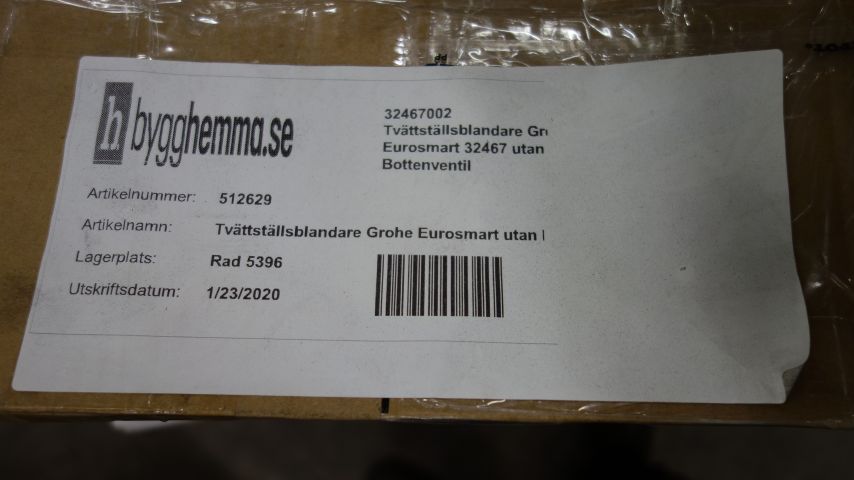 h bygghemma.se
32467002
Tvättställsblandare Gro
Eurosmart 32467 utan
Bottenventil
Artikelnummer: 512629
Artikelnamn: Tvättställsblandare Grohe Eurosmart utan
Lagerplats: Rad 5396
Utskriftsdatum: 1/23/2020